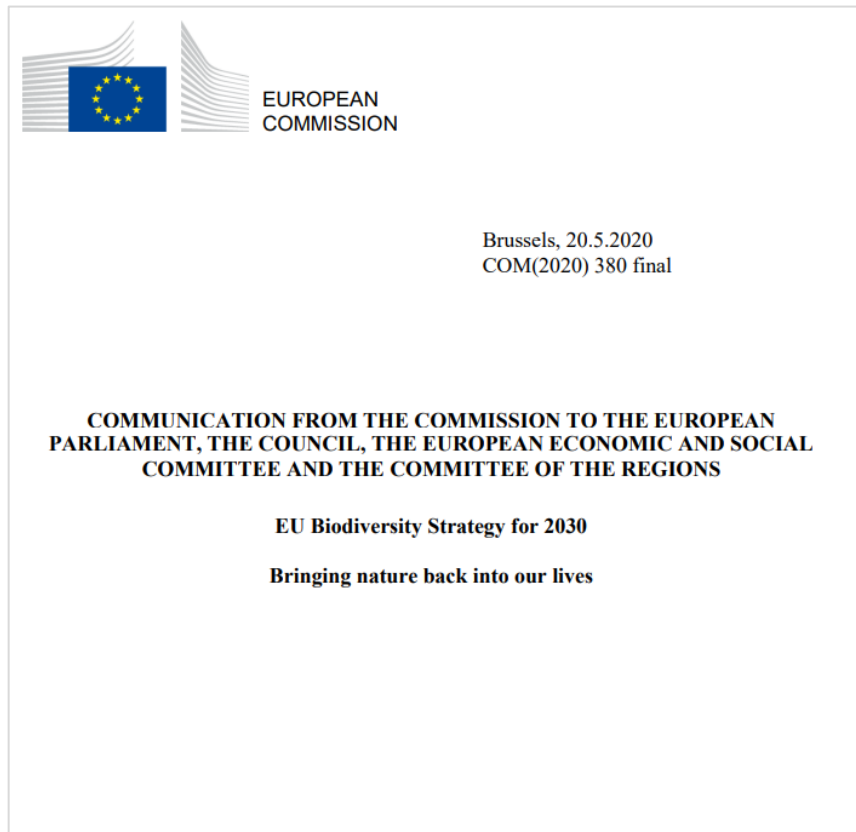 EUROPEAN
COMMISSION
Brussels, 20.5.2020
COM(2020) 380 final
COMMUNICATION FROM THE COMMISSION TO THE EUROPEAN
PARLIAMENT, THE COUNCIL, THE EUROPEAN ECONOMIC AND SOCIAL
COMMITTEE AND THE COMMITTEE OF THE REGIONS
EU Biodiversity Strategy for 2030
Bringing nature back into our lives